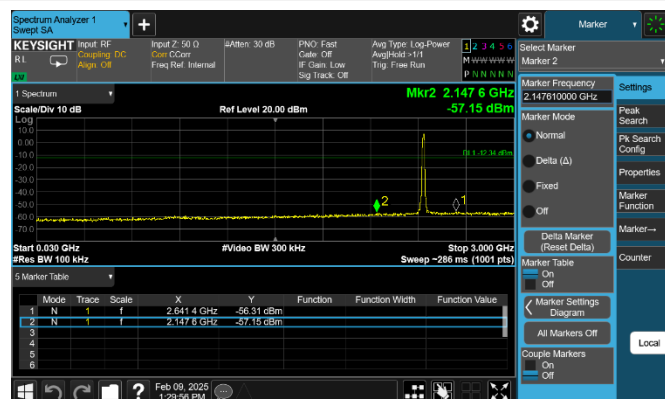 Spectrum Analyzer 1
Swept SA
Marker
KEYSIGHT Input: RF Input Z: 50 Ω #Atten: 30 dB PNO: Fast Avg Type: Log-Power 1 2 3 4 5 6
RL Coupling: DC Corr CCorr Gate: Off Avg|Hold:>1/1 M W W W W W
Align: Off Freq Ref: Internal IF Gain: Low Trig: Free Run
Sig Track: Off P N N N N N
Select Marker
Marker 2
1 Spectrum
Mkr2 2.147 6 GHz
Scale/Div 10 dB Ref Level 20.00 dBm -57.15 dBm
Log
10.0
0.00
-10.0
DL1 -12.34 dBm
-20.0
-30.0
-40.0
-50.0
-60.0
-70.0
2
1
Start 0.030 GHz #Video BW 300 kHz Stop 3.000 GHz
#Res BW 100 kHz Sweep ~286 ms (1001 pts)
5 Marker Table
Mode Trace Scale X Y Function Function Width Function Value
1 N 1 f 2.641 4 GHz -56.31 dBm
2 N 1 f 2.147 6 GHz -57.15 dBm
3
4
5
6
Marker Frequency
2.147610000 GHz
Marker Mode
Normal
Delta (Δ)
Fixed
Off
Delta Marker
(Reset Delta)
Marker Table
On
Off
Marker Settings
Diagram
All Markers Off
Couple Markers
On
Off
Settings
Peak
Search
Pk Search
Config
Properties
Marker
Function
Marker→
Counter
Local
? Feb 09, 2025
1:29:56 PM